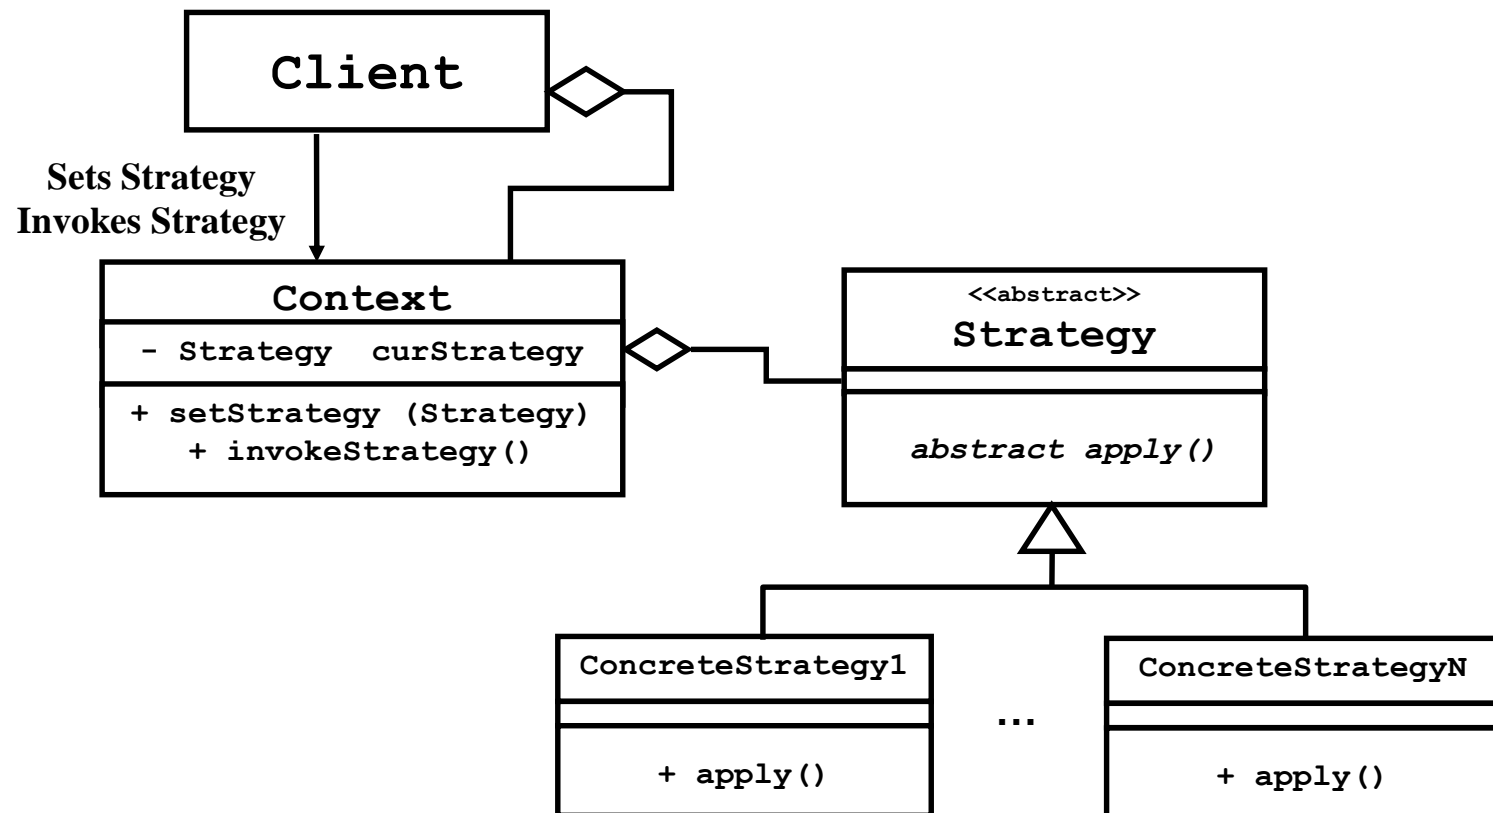 Client
Sets Strategy
Invokes Strategy
Context
- Strategy  curStrategy
+ setStrategy (Strategy)
+ invokeStrategy()
<<abstract>>
Strategy
abstract apply()
ConcreteStrategy1
+ apply()
...
ConcreteStrategyN
+ apply()